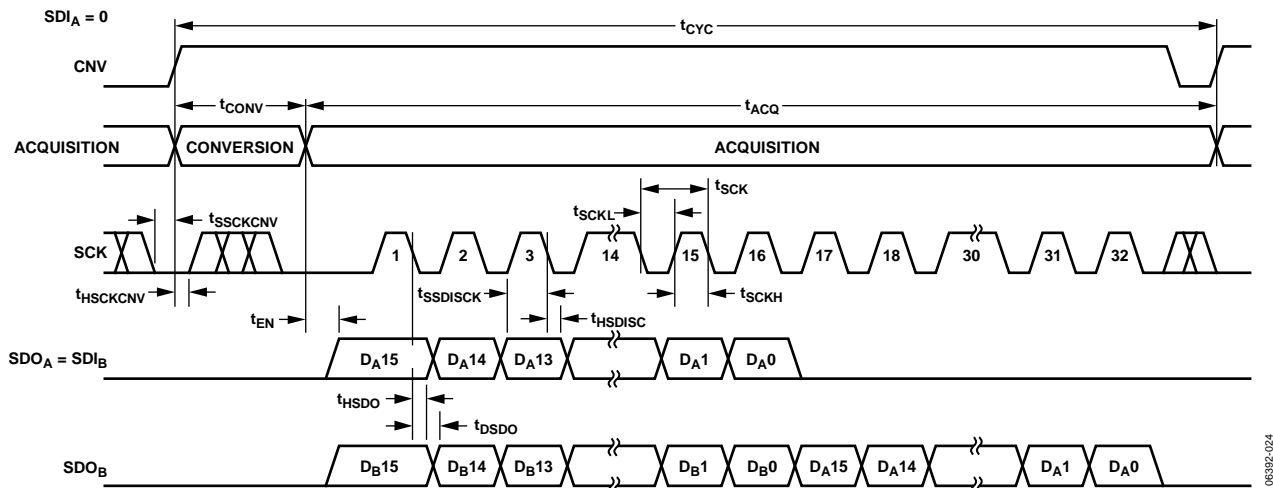 SDIA = 0
tCYC
CNV
tCONV
tACQ
ACQUISITION
CONVERSION
ACQUISITION
tSCK
tSSCKCNV
tSCKL
SCK
1
2
3
14
15
16
17
18
30
31
32
tHSCKCNV
tSSDISCK
tSCKH
tEN
tHSDISC
SDOA = SDIB
DA15
DA14
DA13
DA1
DA0
tHSDO
tDSDO
SDOB
DB15
DB14
DB13
DB1
DB0
DA15
DA14
DA1
DA0
06392-024